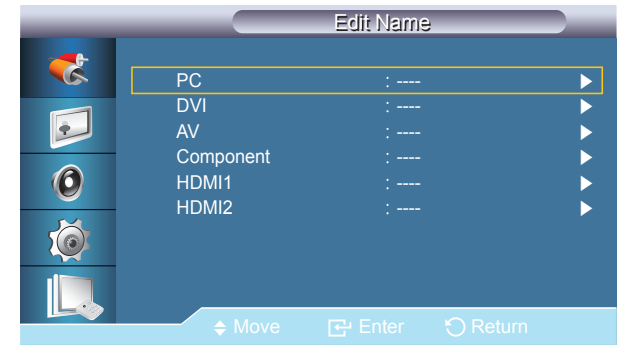 Edit Name
PC : ----
DVI : ----
AV : ----
Component : ----
HDMI1 : ----
HDMI2 : ----
Move Enter Return